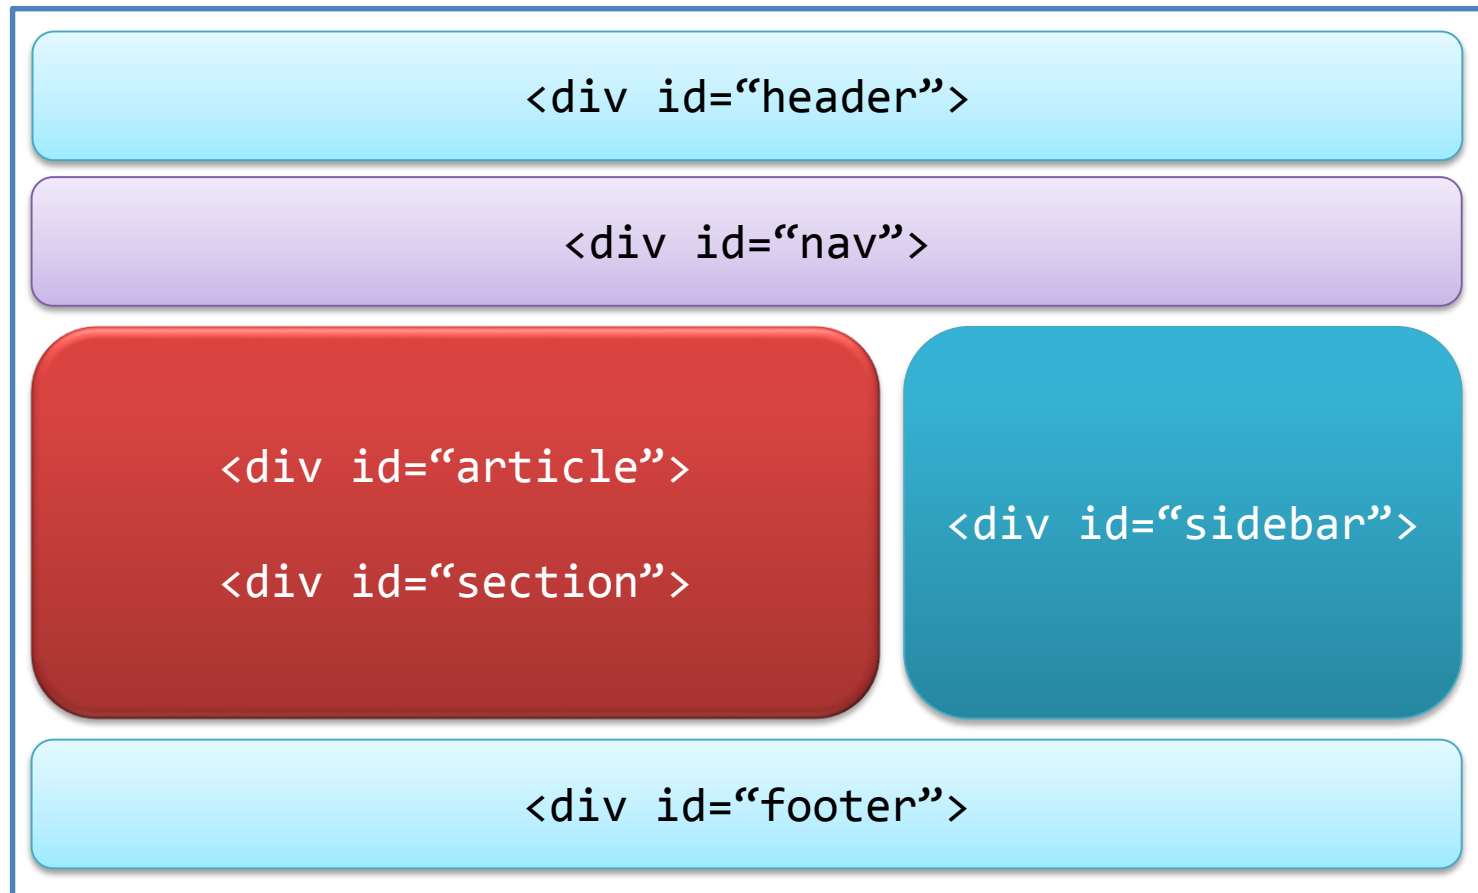 <div id=“header”>
<div id=“nav”>
<div id=“article”>
<div id=“section”>
<div id=“sidebar”>
<div id=“footer”>